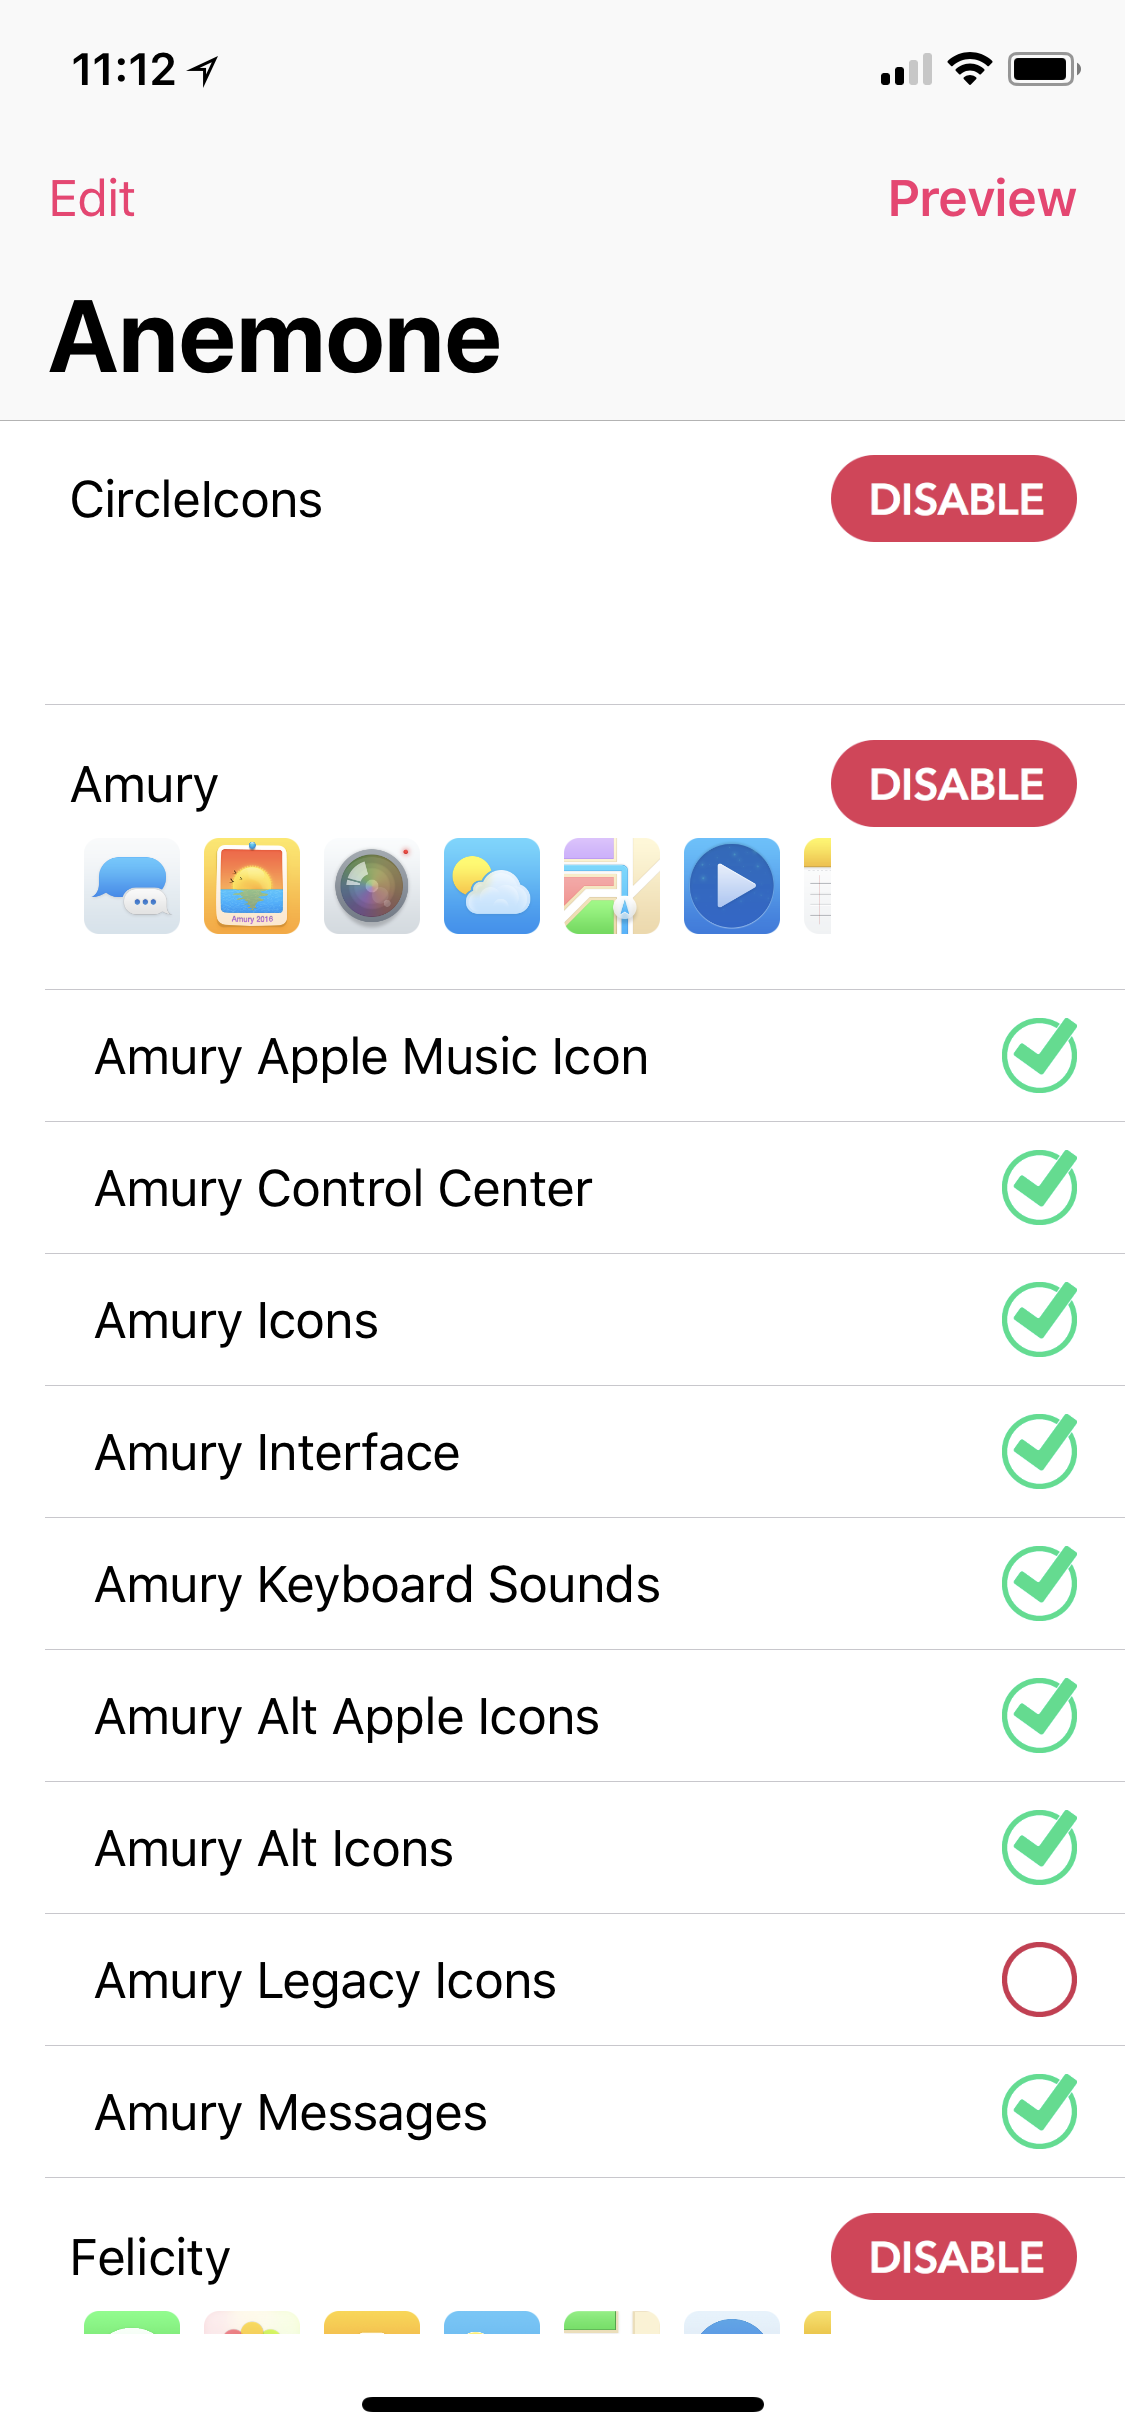 11:12
Edit
Preview
Anemone
CircleIcons
DISABLE
Amury
DISABLE
Amury 2016
Amury Apple Music Icon
Amury Control Center
Amury Icons
Amury Interface
Amury Keyboard Sounds
Amury Alt Apple Icons
Amury Alt Icons
Amury Legacy Icons
Amury Messages
Felicity
DISABLE